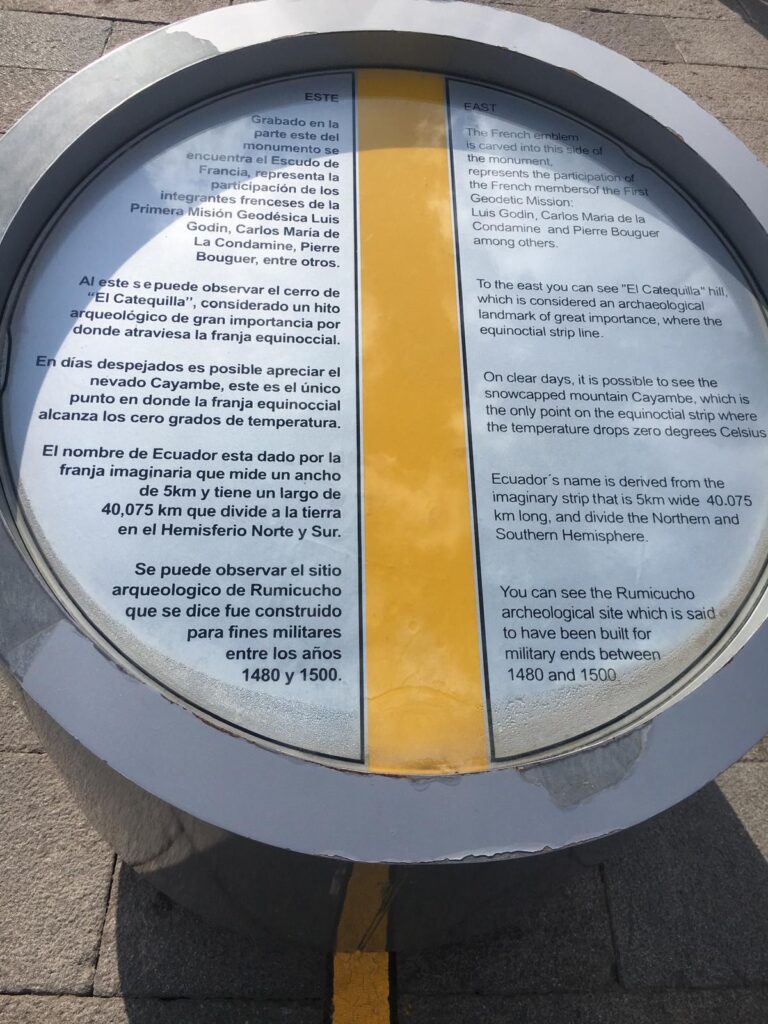 ESTE
Grabado en la
parte este del
monumento se
encuentra el Escudo de
Francia, representa la
participación de los
integrantes frenceses de la
Primera Misión Geodésica Luis
Godin, Carlos María de
La Condamine, Pierre
Bouguer, entre otros.
Al este se puede observar el cerro de
“El Catequilla”, considerado un hito
arqueológico de gran importancia por
donde atraviesa la franja equinoccial.
En días despejados es posible apreciar el
nevado Cayambe, este es el único
punto en donde la franja equinoccial
alcanza los cero grados de temperatura.
El nombre de Ecuador esta dado por la
franja imaginaria que mide un ancho
de 5km y tiene un largo de
40,075 km que divide a la tierra
en el Hemisferio Norte y Sur.
Se puede observar el sitio
arqueologico de Rumicucho
que se dice fue construido
para fines militares
entre los años
1480 y 1500.
EAST
The French emblem
is carved into this side of
the monument,
represents the participation of
the French membersof the First
Geodetic Mission:
Luis Godin, Carlos Maria de la
Condamine and Pierre Bouguer
among others.
To the east you can see "El Catequilla" hill,
which is considered an archaeological
landmark of great importance, where the
equinoctial strip line.
On clear days, it is possible to see the
snowcapped mountain Cayambe, which is
the only point on the equinoctial strip where
the temperature drops zero degrees Celsius
Ecuador´s name is derived from the
imaginary strip that is 5km wide 40.075
km long, and divide the Northern and
Southern Hemisphere.
You can see the Rumicucho
archeological site which is said
to have been built for
military ends between
1480 and 1500.